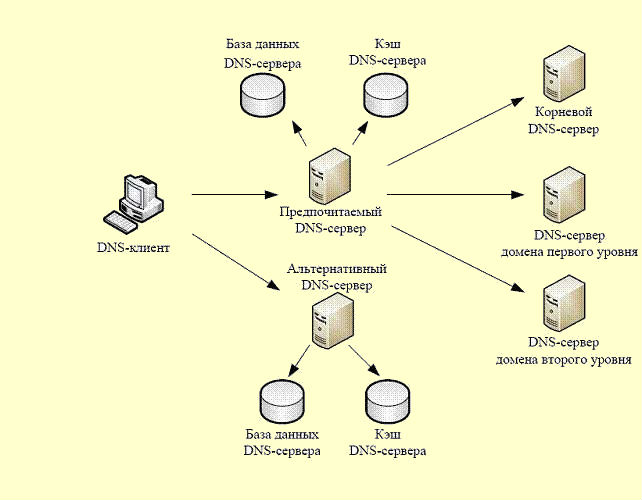 База данных
DNS-сервера
Кэш
DNS-сервера
Корневой
DNS-сервер
Предпочитаемый
DNS-сервер
DNS-клиент
DNS-сервер
домена первого уровня
Альтернативный
DNS-сервер
DNS-сервер
домена второго уровня
База данных
DNS-сервера
Кэш
DNS-сервера